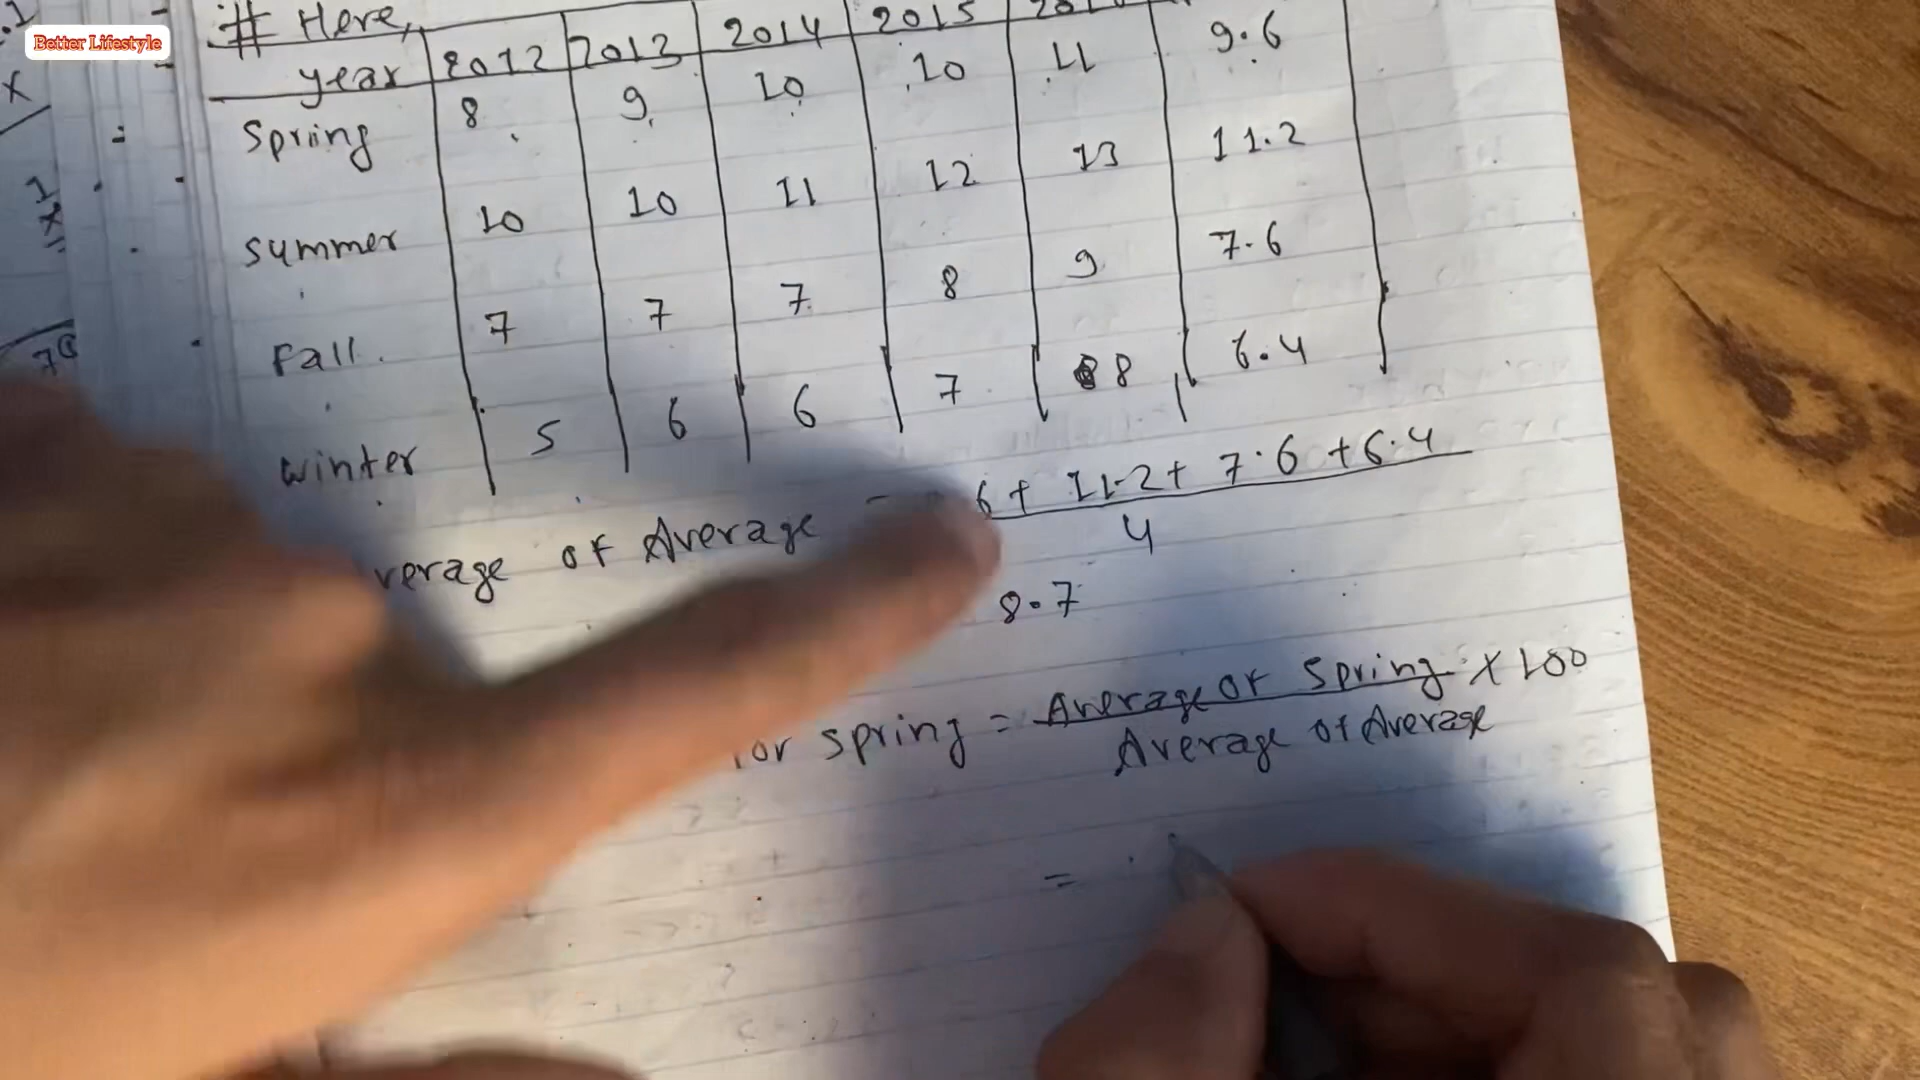 Better Lifestyle
# Here,
year 2012 2013 2014 2015
Spring 8 9 10 10 11 9.6
Summer 10 10 11 12 13 11.2
Fall. 7 7 7 8 9 7.6
winter 5 6 6 7 8 6.4
verage of Average = 6 + 11.2 + 7.6 + 6.4
4
8.7
for spring = Average of Spring × 100
Average of Average
=